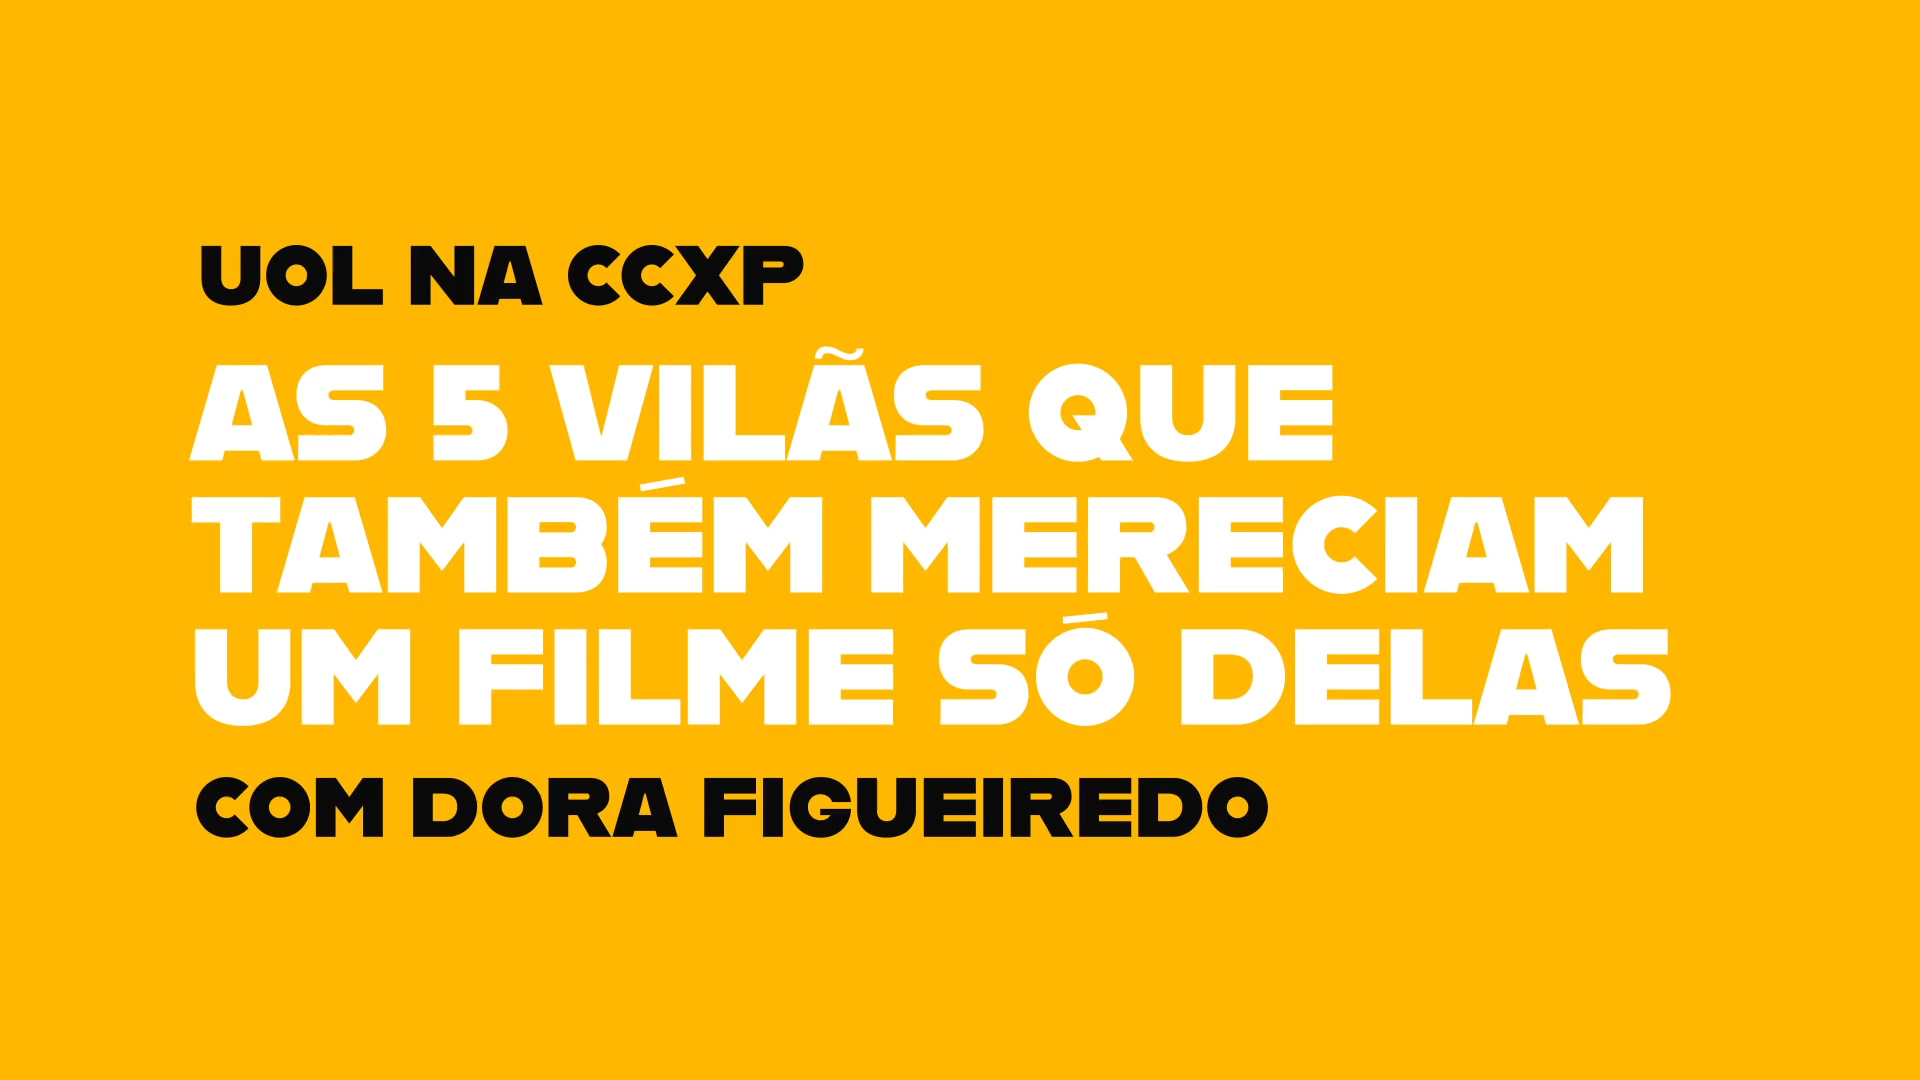 UOL NA CCXP
AS 5 VILÃS QUE
TAMBÉM MERECIAM
UM FILME SÓ DELAS
COM DORA FIGUEIREDO